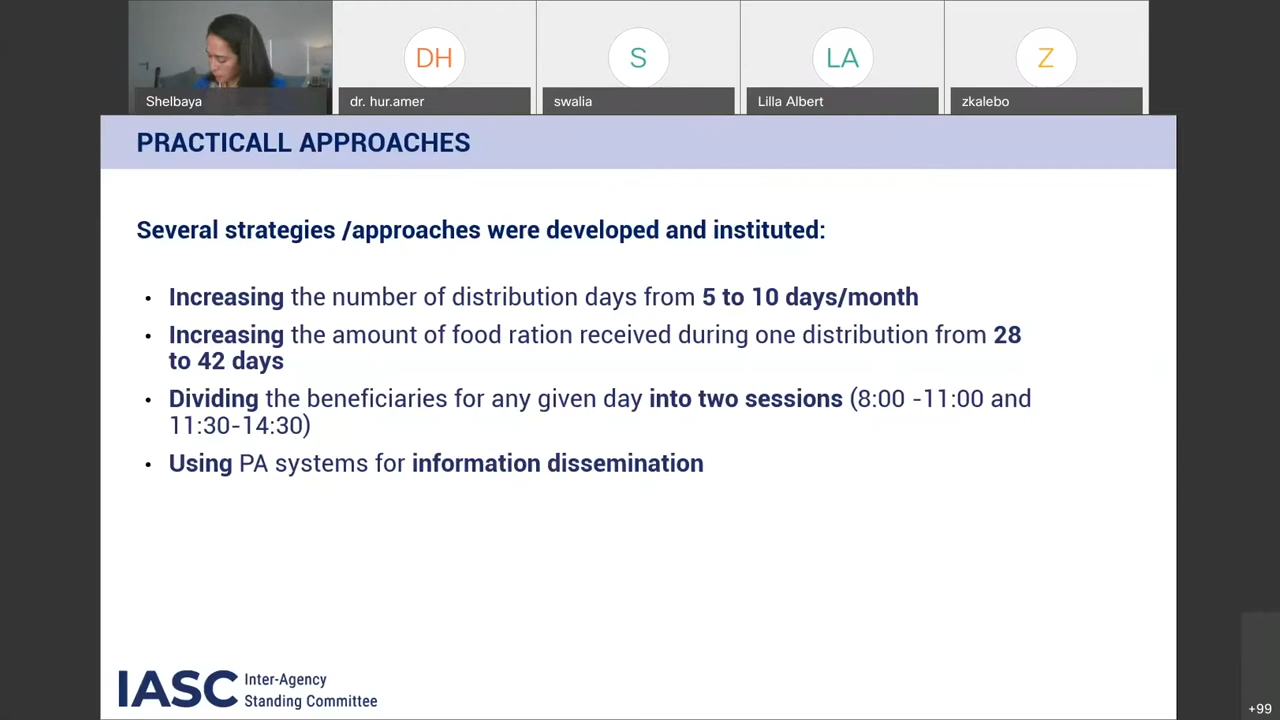 DH
S
LA
Z
Shelbaya
dr. hur.amer
swalia
Lilla Albert
zkalebo
PRACTICALL APPROACHES
Several strategies /approaches were developed and instituted:
• Increasing the number of distribution days from 5 to 10 days/month
• Increasing the amount of food ration received during one distribution from 28
to 42 days
• Dividing the beneficiaries for any given day into two sessions (8:00 -11:00 and
11:30-14:30)
• Using PA systems for information dissemination
IASC
Inter-Agency
Standing Committee
+99